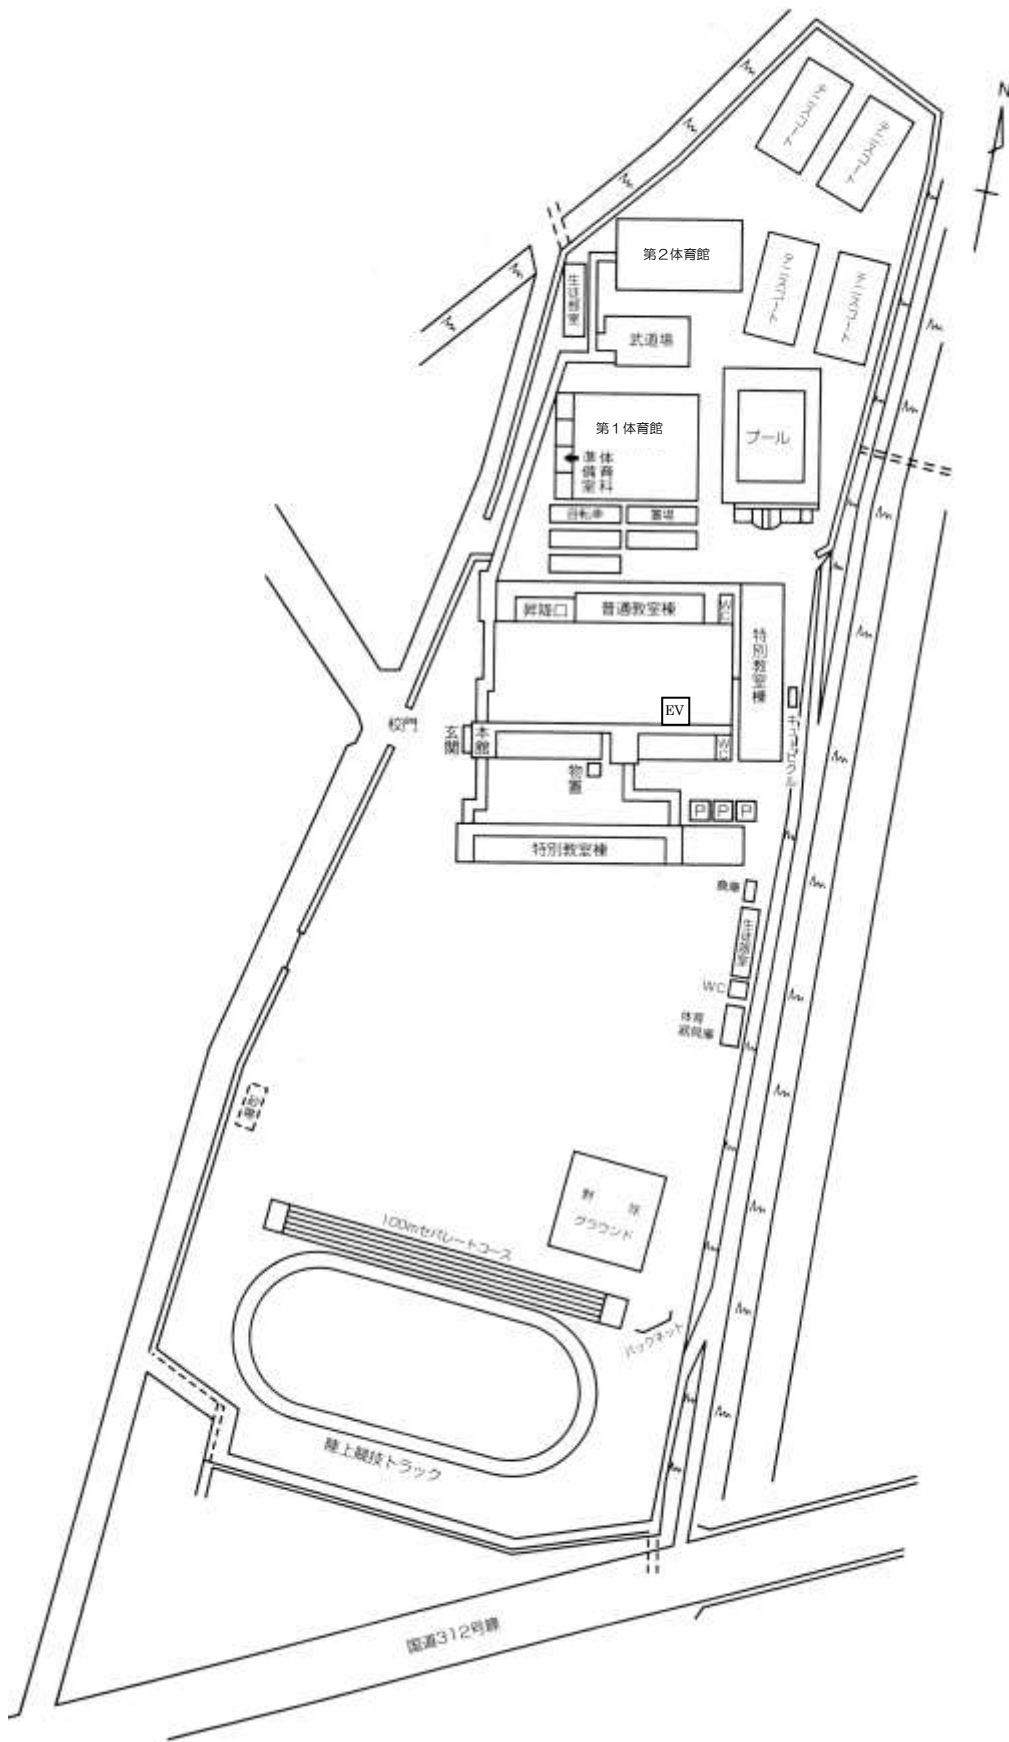 N
テニスコート
テニスコート
第2体育館
テニスコート
テニスコート
生徒部室
武道場
第1体育館
プール
体育科
準備室
自転車
置場
昇降口
普通教室棟
WC
特別教室棟
EV
校門
玄関
本館
WC
キュービクル
物置
P
P
P
特別教室棟
生徒部室
WC
体育
器具庫
野球
グラウンド
100mセパレートコース
バックネット
陸上競技トラック
国道312号線